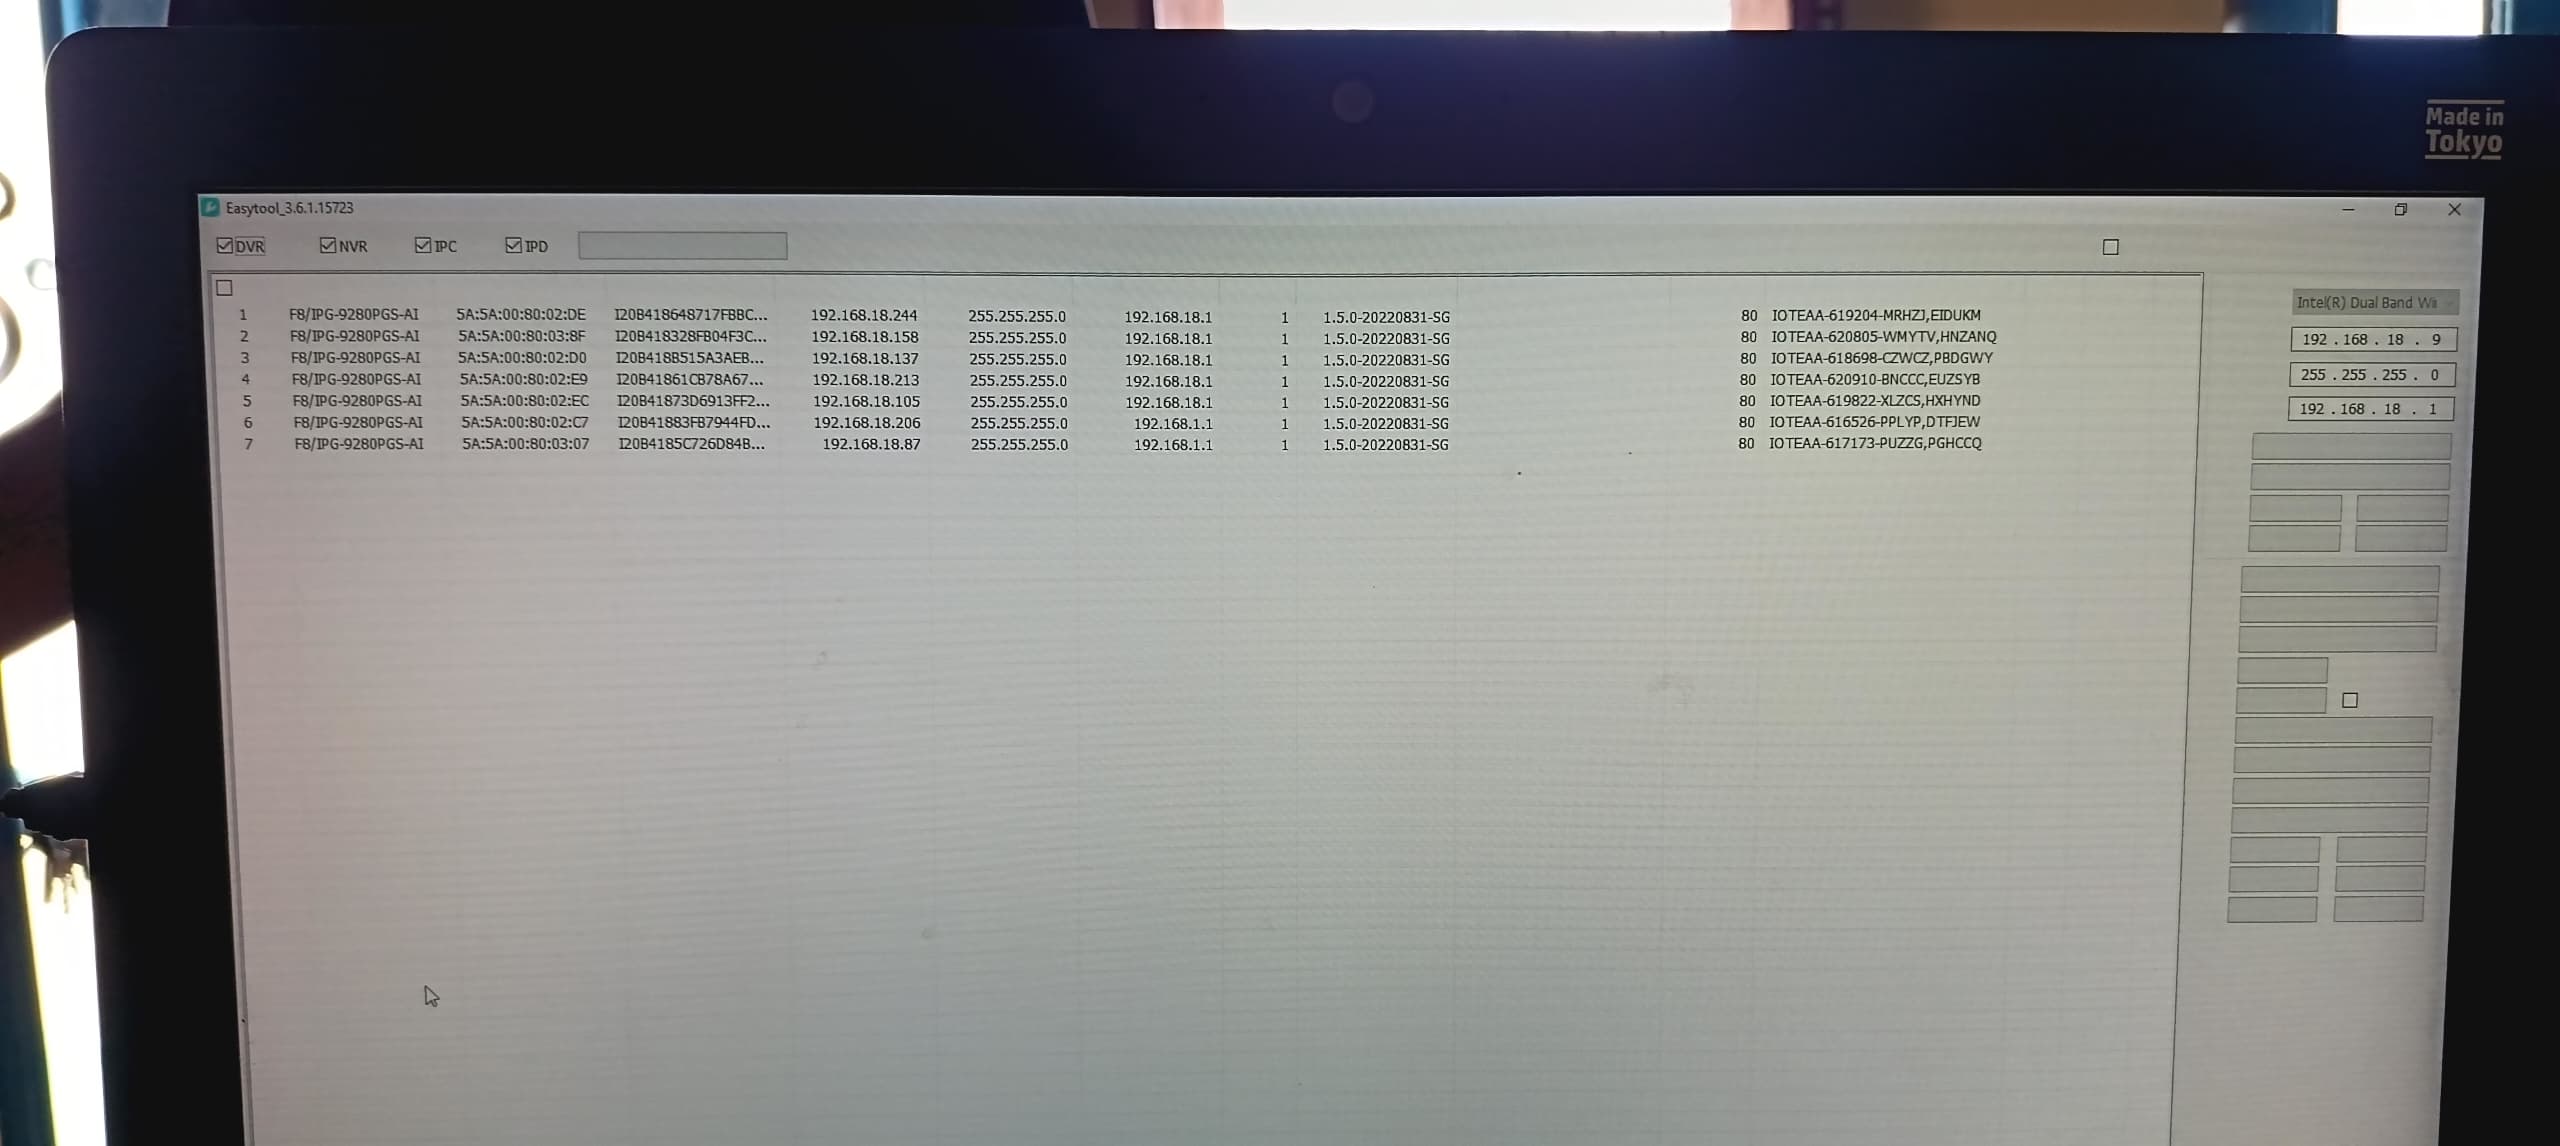 Made in
Tokyo
Easytool_3.6.1.15723
DVR NVR IPC IPD
Intel(R) Dual Band Wi
192 . 168 . 18 . 9
255 . 255 . 255 . 0
192 . 168 . 18 . 1
1 F8/IPG-9280PGS-AI 5A:5A:00:80:02:DE I20B418648717FBBC... 192.168.18.244 255.255.255.0 192.168.18.1 1 1.5.0-20220831-SG 80 IOTEAA-619204-MRHZJ,EIDUKM
2 F8/IPG-9280PGS-AI 5A:5A:00:80:03:8F I20B418328FB04F3C... 192.168.18.158 255.255.255.0 192.168.18.1 1 1.5.0-20220831-SG 80 IOTEAA-620805-WMYTV,HNZANQ
3 F8/IPG-9280PGS-AI 5A:5A:00:80:02:D0 I20B418B515A3AEB... 192.168.18.137 255.255.255.0 192.168.18.1 1 1.5.0-20220831-SG 80 IOTEAA-618698-CZWCZ,PBDGWY
4 F8/IPG-9280PGS-AI 5A:5A:00:80:02:E9 I20B41861CB78A67... 192.168.18.213 255.255.255.0 192.168.18.1 1 1.5.0-20220831-SG 80 IOTEAA-620910-BNCCC,EUZSYB
5 F8/IPG-9280PGS-AI 5A:5A:00:80:02:EC I20B41873D6913FF2... 192.168.18.105 255.255.255.0 192.168.18.1 1 1.5.0-20220831-SG 80 IOTEAA-619822-XLZCS,HXHYND
6 F8/IPG-9280PGS-AI 5A:5A:00:80:02:C7 I20B41883FB7944FD... 192.168.18.206 255.255.255.0 192.168.1.1 1 1.5.0-20220831-SG 80 IOTEAA-616526-PPLYP,DTFJEW
7 F8/IPG-9280PGS-AI 5A:5A:00:80:03:07 I20B4185C726D84B... 192.168.18.87 255.255.255.0 192.168.1.1 1 1.5.0-20220831-SG 80 IOTEAA-617173-PUZZG,PGHCCQ